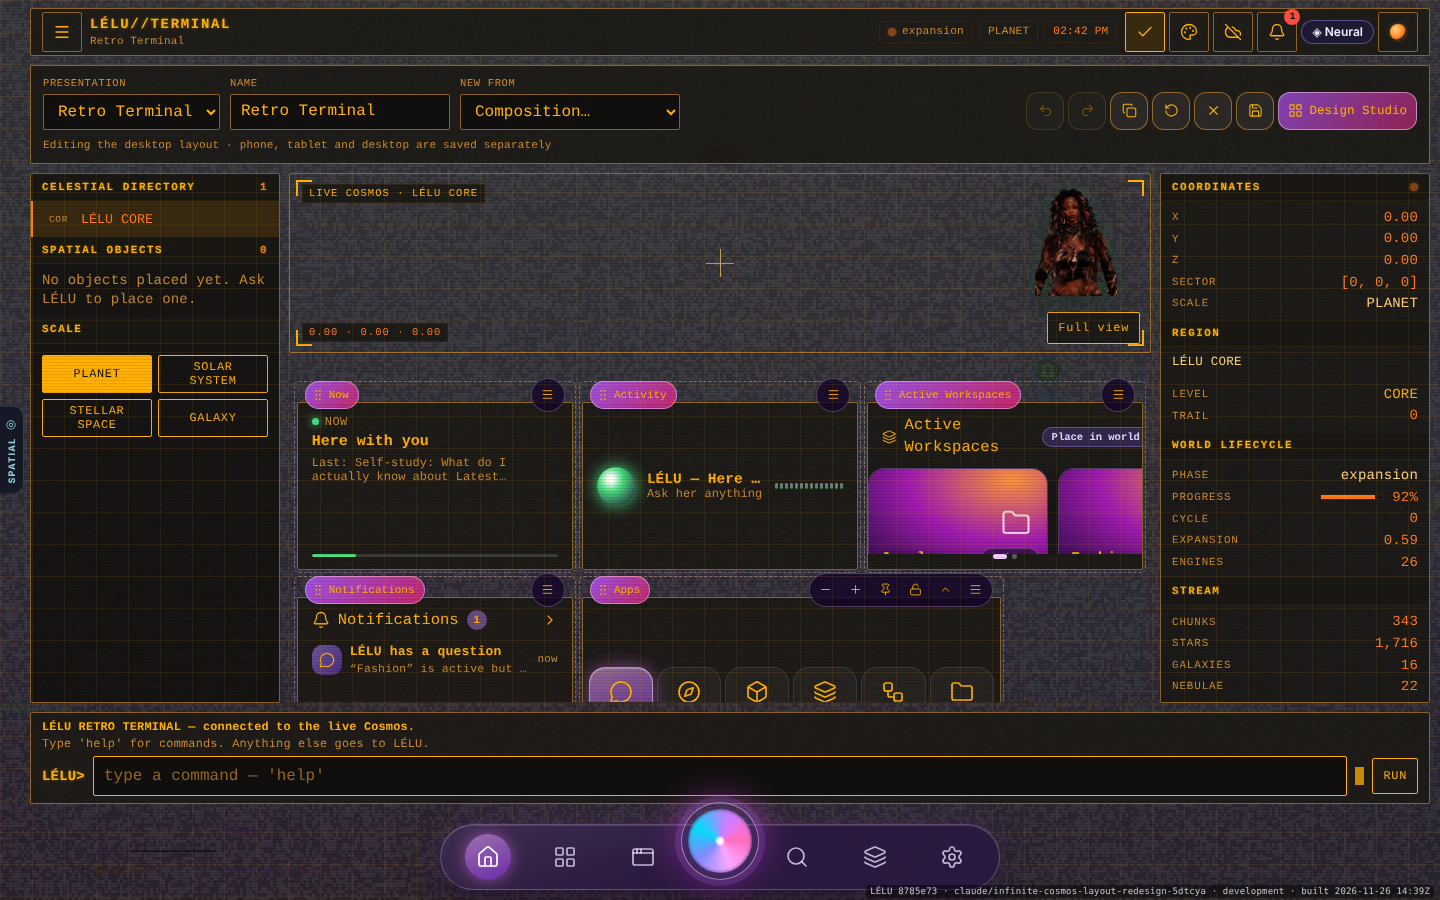 LÉLU//TERMINAL
Retro Terminal
expansion
PLANET
02:42 PM
1
◈ Neural
PRESENTATION
NAME
NEW FROM
Retro Terminal
Retro Terminal
Composition…
Design Studio
Editing the desktop layout · phone, tablet and desktop are saved separately
CELESTIAL DIRECTORY 1
COR LÉLU CORE
SPATIAL OBJECTS 0
No objects placed yet. Ask
LÉLU to place one.
SCALE
PLANET
SOLAR
SYSTEM
STELLAR
SPACE
GALAXY
SPATIAL ◎
LIVE COSMOS · LÉLU CORE
0.00 · 0.00 · 0.00
Full view
Now
NOW
Here with you
Last: Self-study: What do I
actually know about Latest…
Activity
LÉLU — Here …
Ask her anything
Active Workspaces
Active
Workspaces
Place in world
Notifications
Notifications 1
LÉLU has a question
now
“Fashion” is active but …
Apps
COORDINATES
X 0.00
Y 0.00
Z 0.00
SECTOR [0, 0, 0]
SCALE PLANET
REGION
LÉLU CORE
LEVEL CORE
TRAIL 0
WORLD LIFECYCLE
PHASE expansion
PROGRESS 92%
CYCLE 0
EXPANSION 0.59
ENGINES 26
STREAM
CHUNKS 343
STARS 1,716
GALAXIES 16
NEBULAE 22
LÉLU RETRO TERMINAL — connected to the live Cosmos.
Type 'help' for commands. Anything else goes to LÉLU.
LÉLU> type a command — 'help'
RUN
LÉLU 8785e73 · claude/infinite-cosmos-layout-redesign-5dtcya · development · built 2026-11-26 14:39Z